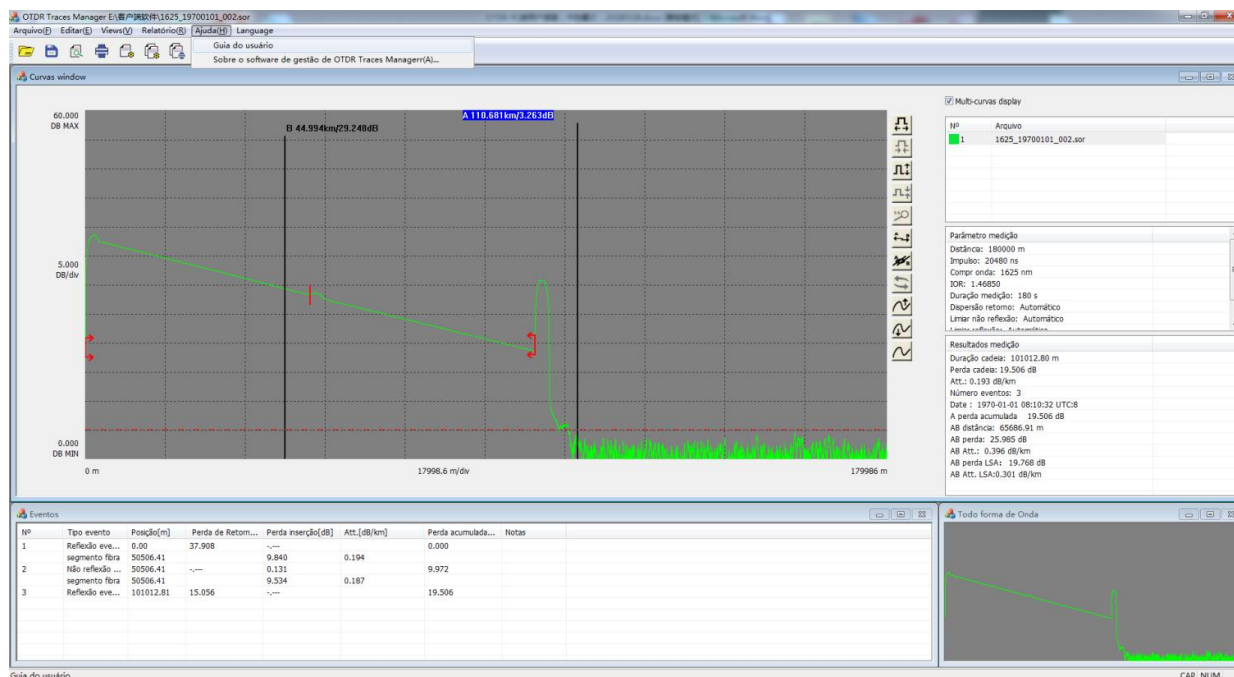 OTDR Traces Manager E:\客户端软件\1625_19700101_002.sor
Arquivo(F) Editar(E) Views(V) Relatório(R) Ajuda(H) Language
Guia do usuário
Sobre o software de gestão de OTDR Traces Managerr(A)...
Curvas window
60.000
DB MAX
A 110.681km/3.263dB
B 44.994km/29.248dB
5.000
DB/div
0.000
DB MIN
0 m
17998.6 m/div
179986 m
Multi-curvas display
Nº Arquivo
1 1625_19700101_002.sor
Parâmetro medição
Distância: 180000 m
Impulso: 20480 ns
Compr onda: 1625 nm
IOR: 1.46850
Duração medição: 180 s
Dispersão retorno: Automático
Limiar não reflexão: Automático
Limiar reflexão: Automático
Resultados medição
Duração cadeia: 101012.80 m
Perda cadeia: 19.506 dB
Att.: 0.193 dB/km
Número eventos: 3
Date : 1970-01-01 08:10:32 UTC:8
A perda acumulada 19.506 dB
AB distância: 65686.91 m
AB perda: 25.985 dB
AB Att.: 0.396 dB/km
AB perda LSA: 19.768 dB
AB Att. LSA:0.301 dB/km
Eventos
Nº Tipo evento Posição[m] Perda de Retorn... Perda inserção[dB] Att.[dB/km] Perda acumulada... Notas
1 Reflexão eve... 0.00 37.908 -.--- 0.000
segmento fibra 50506.41 9.840 0.194
2 Não reflexão ... 50506.41 -.--- 0.131 9.972
segmento fibra 50506.41 9.534 0.187
3 Reflexão eve... 101012.81 15.056 -.--- 19.506
Todo forma de Onda
Guia do usuário
CAP NUM